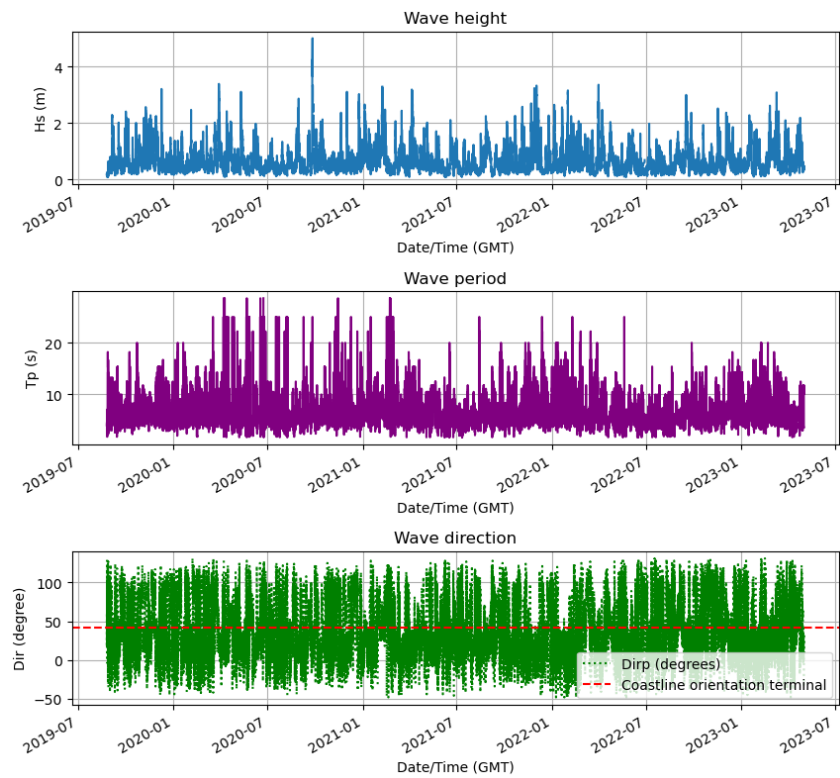 Wave height
Hs (m)
4
2
0
2019-07 2020-01 2020-07 2021-01 2021-07 2022-01 2022-07 2023-01 2023-07
Date/Time (GMT)
Wave period
Tp (s)
20
10
2019-07 2020-01 2020-07 2021-01 2021-07 2022-01 2022-07 2023-01 2023-07
Date/Time (GMT)
Wave direction
Dir (degree)
100
50
0
−50
Dirp (degrees)
Coastline orientation terminal
2019-07 2020-01 2020-07 2021-01 2021-07 2022-01 2022-07 2023-01 2023-07
Date/Time (GMT)